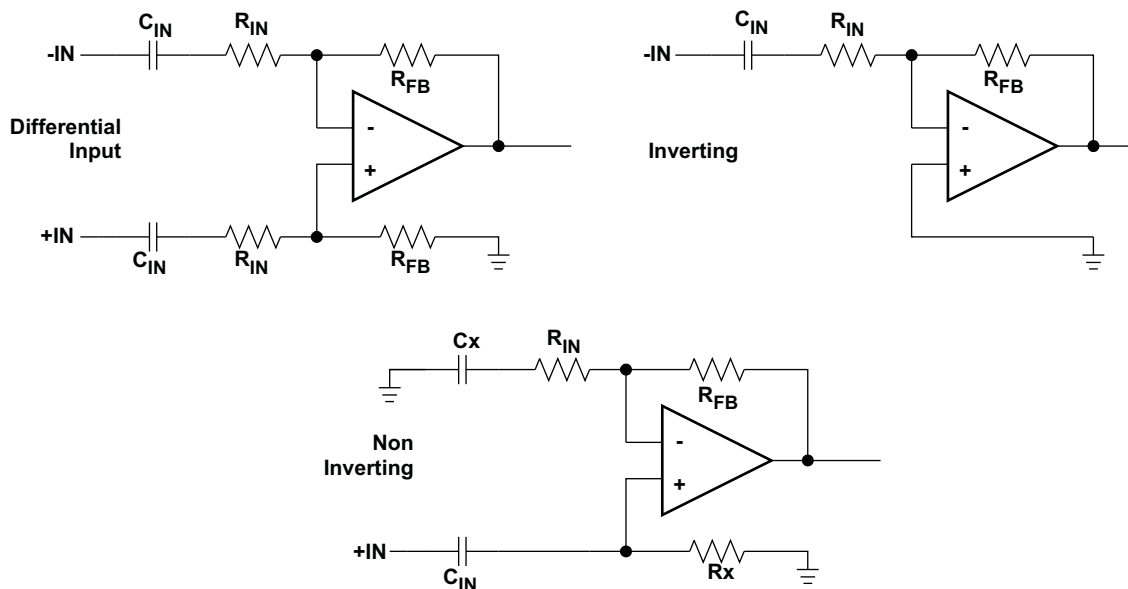 C_IN
R_IN
-IN
R_FB
Differential
Input
-
+
+IN
C_IN
R_IN
R_FB
C_IN
R_IN
-IN
R_FB
Inverting
-
+
Cx
R_IN
R_FB
Non
Inverting
-
+
+IN
C_IN
Rx